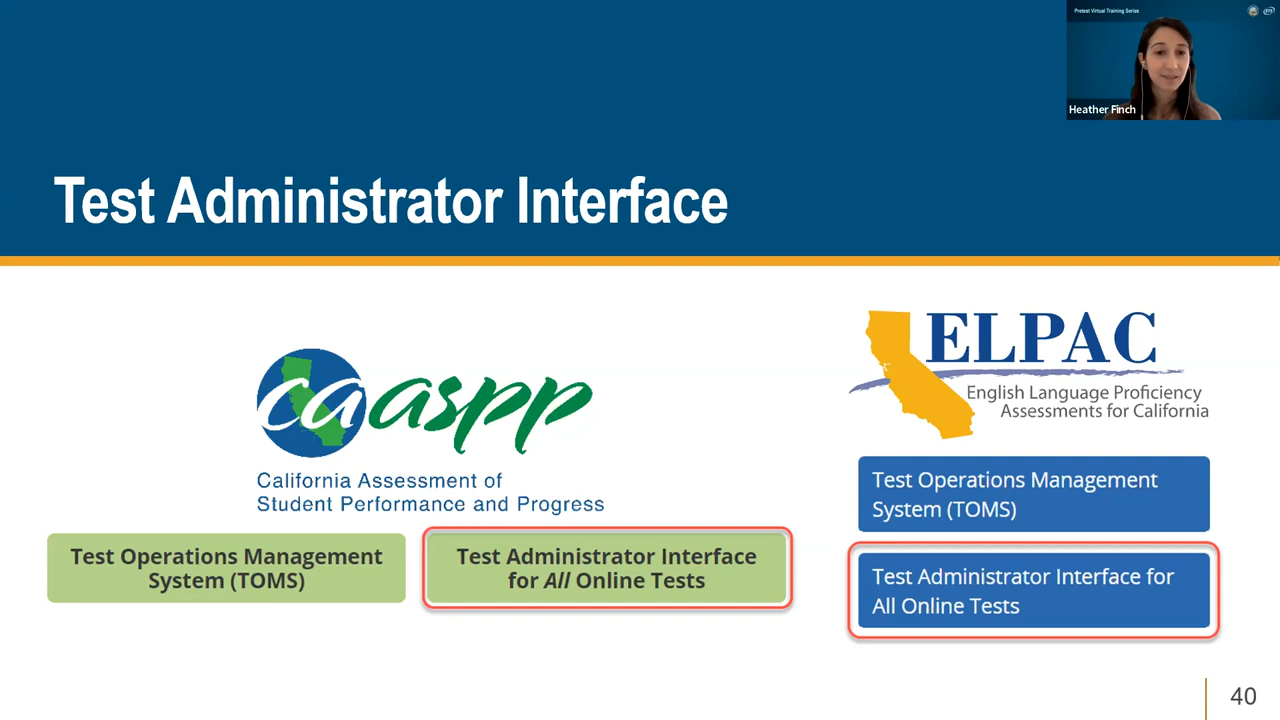 Pretest Virtual Training Series
Heather Finch
Test Administrator Interface
caaspp
California Assessment of
Student Performance and Progress
Test Operations Management
System (TOMS)
Test Administrator Interface
for All Online Tests
ELPAC
English Language Proficiency
Assessments for California
Test Operations Management
System (TOMS)
Test Administrator Interface for
All Online Tests
40